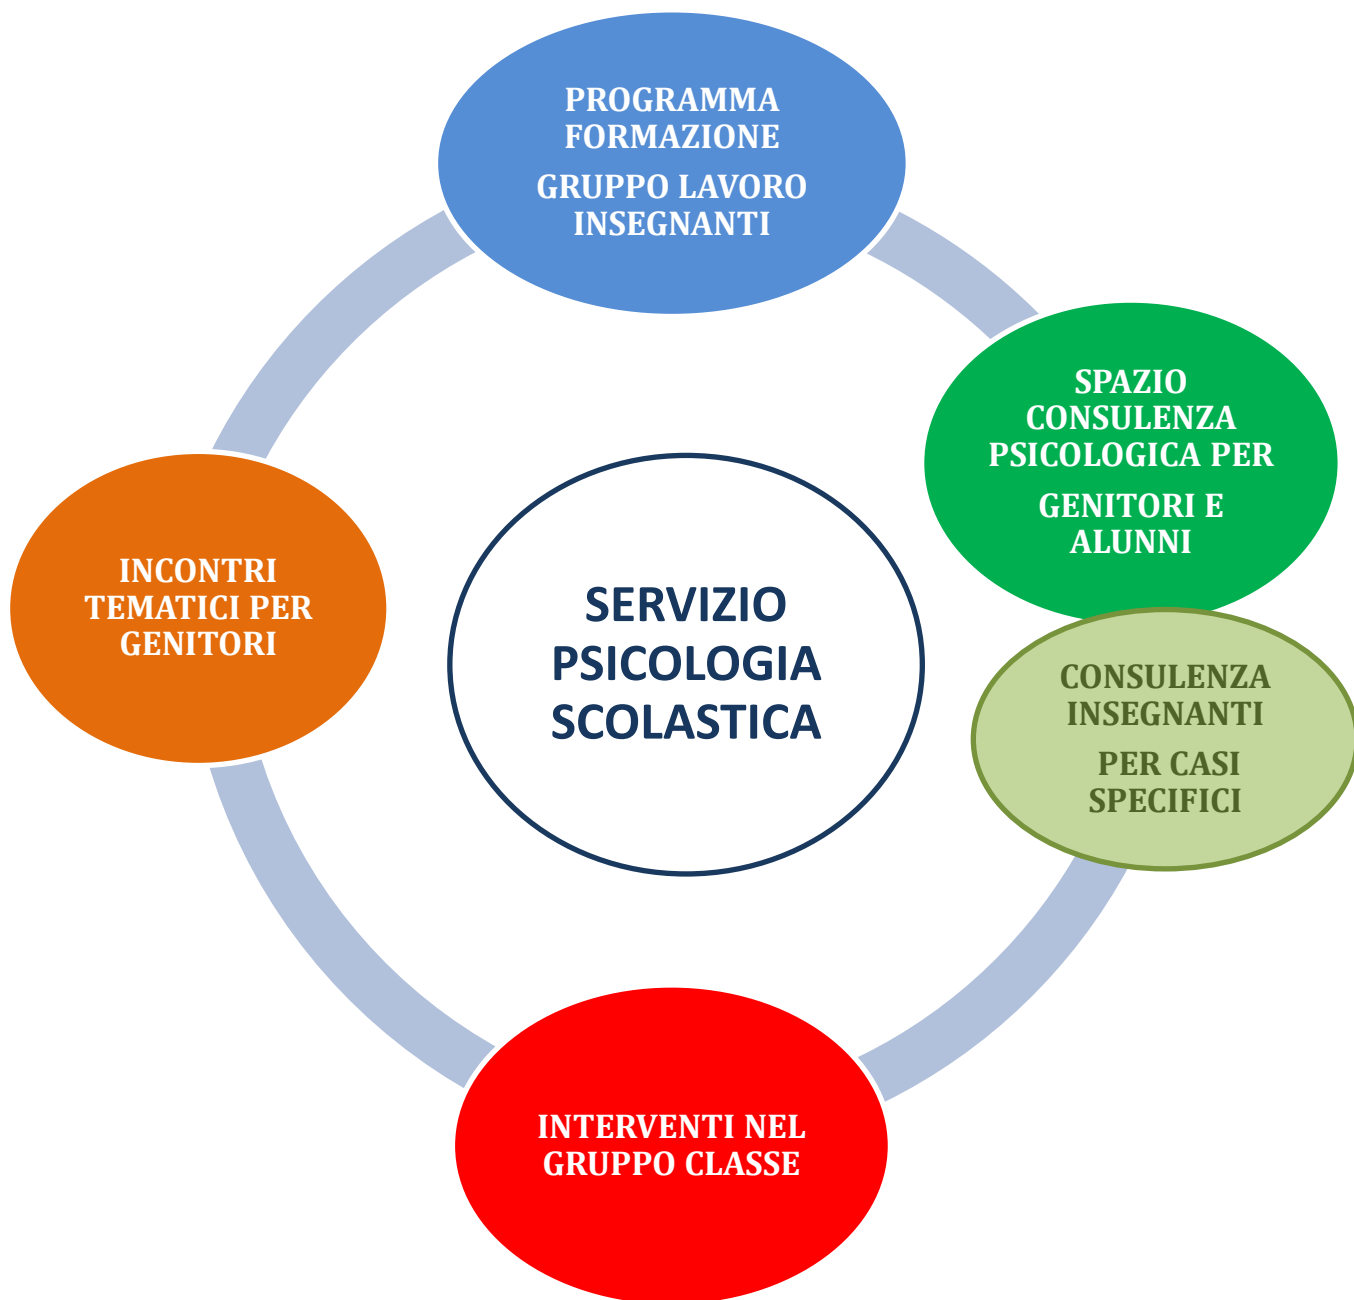 PROGRAMMA
FORMAZIONE
GRUPPO LAVORO
INSEGNANTI
SPAZIO
CONSULENZA
PSICOLOGICA PER
GENITORI E
ALUNNI
INCONTRI
TEMATICI PER
GENITORI
SERVIZIO
PSICOLOGIA
SCOLASTICA
CONSULENZA
INSEGNANTI
PER CASI
SPECIFICI
INTERVENTI NEL
GRUPPO CLASSE